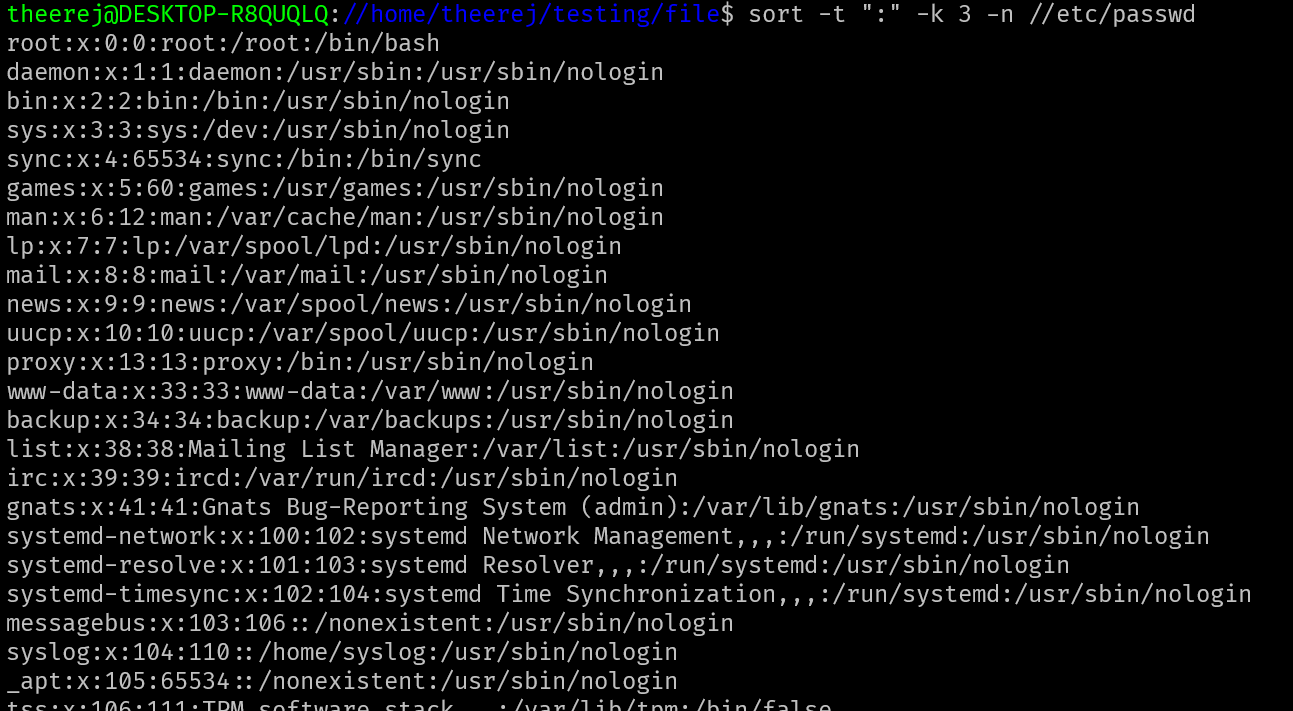 theerej@DESKTOP-R8QUQLQ://home/theerej/testing/file$ sort -t ":" -k 3 -n //etc/passwd
root:x:0:0:root:/root:/bin/bash
daemon:x:1:1:daemon:/usr/sbin:/usr/sbin/nologin
bin:x:2:2:bin:/bin:/usr/sbin/nologin
sys:x:3:3:sys:/dev:/usr/sbin/nologin
sync:x:4:65534:sync:/bin:/bin/sync
games:x:5:60:games:/usr/games:/usr/sbin/nologin
man:x:6:12:man:/var/cache/man:/usr/sbin/nologin
lp:x:7:7:lp:/var/spool/lpd:/usr/sbin/nologin
mail:x:8:8:mail:/var/mail:/usr/sbin/nologin
news:x:9:9:news:/var/spool/news:/usr/sbin/nologin
uucp:x:10:10:uucp:/var/spool/uucp:/usr/sbin/nologin
proxy:x:13:13:proxy:/bin:/usr/sbin/nologin
www-data:x:33:33:www-data:/var/www:/usr/sbin/nologin
backup:x:34:34:backup:/var/backups:/usr/sbin/nologin
list:x:38:38:Mailing List Manager:/var/list:/usr/sbin/nologin
irc:x:39:39:ircd:/var/run/ircd:/usr/sbin/nologin
gnats:x:41:41:Gnats Bug-Reporting System (admin):/var/lib/gnats:/usr/sbin/nologin
systemd-network:x:100:102:systemd Network Management,,,:/run/systemd:/usr/sbin/nologin
systemd-resolve:x:101:103:systemd Resolver,,,:/run/systemd:/usr/sbin/nologin
systemd-timesync:x:102:104:systemd Time Synchronization,,,:/run/systemd:/usr/sbin/nologin
messagebus:x:103:106::/nonexistent:/usr/sbin/nologin
syslog:x:104:110::/home/syslog:/usr/sbin/nologin
_apt:x:105:65534::/nonexistent:/usr/sbin/nologin
tss:x:106:111:TPM software stack,,,:/var/lib/tpm:/bin/false